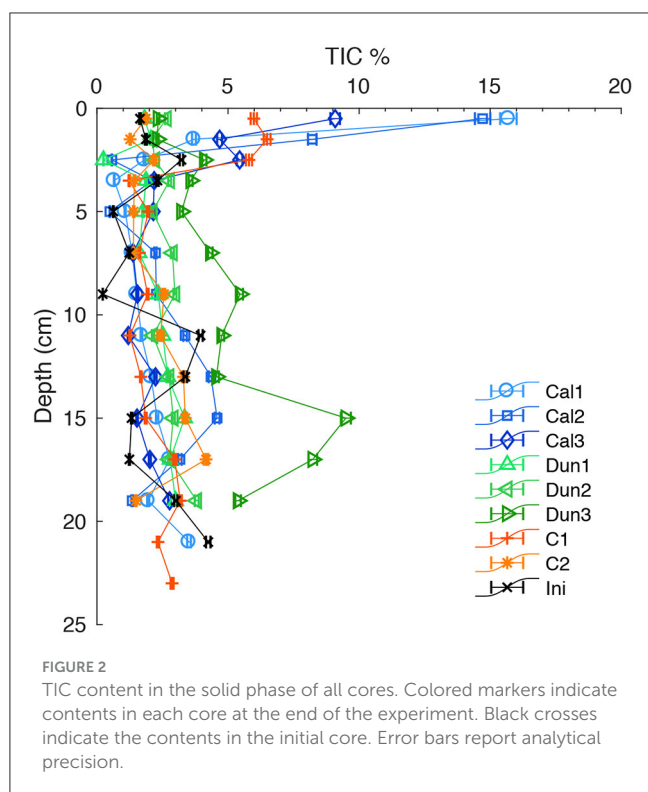 TIC %
0 5 10 15 20
0
5
10
15
20
25
Depth (cm)
Cal1
Cal2
Cal3
Dun1
Dun2
Dun3
C1
C2
Ini
FIGURE 2
TIC content in the solid phase of all cores. Colored markers indicate
contents in each core at the end of the experiment. Black crosses
indicate the contents in the initial core. Error bars report analytical
precision.